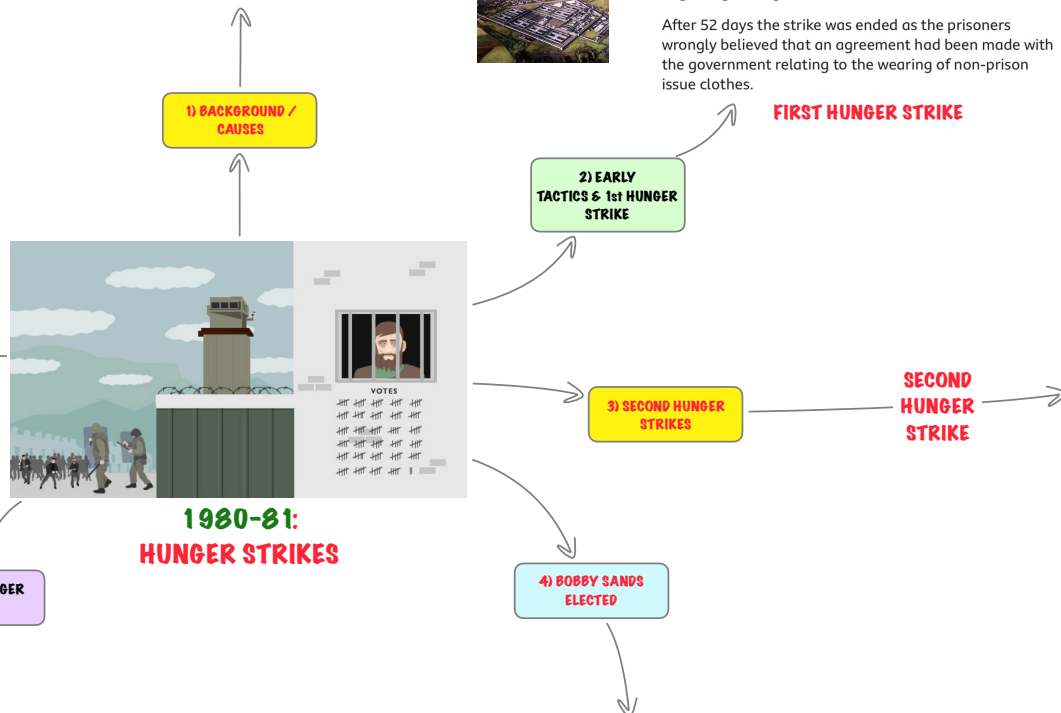 After 52 days the strike was ended as the prisoners
wrongly believed that an agreement had been made with
the government relating to the wearing of non-prison
issue clothes.
FIRST HUNGER STRIKE
1) BACKGROUND /
CAUSES
2) EARLY
TACTICS & 1st HUNGER
STRIKE
VOTES
3) SECOND HUNGER
STRIKES
SECOND
HUNGER
STRIKE
1980-81:
HUNGER STRIKES
4) BOBBY SANDS
ELECTED